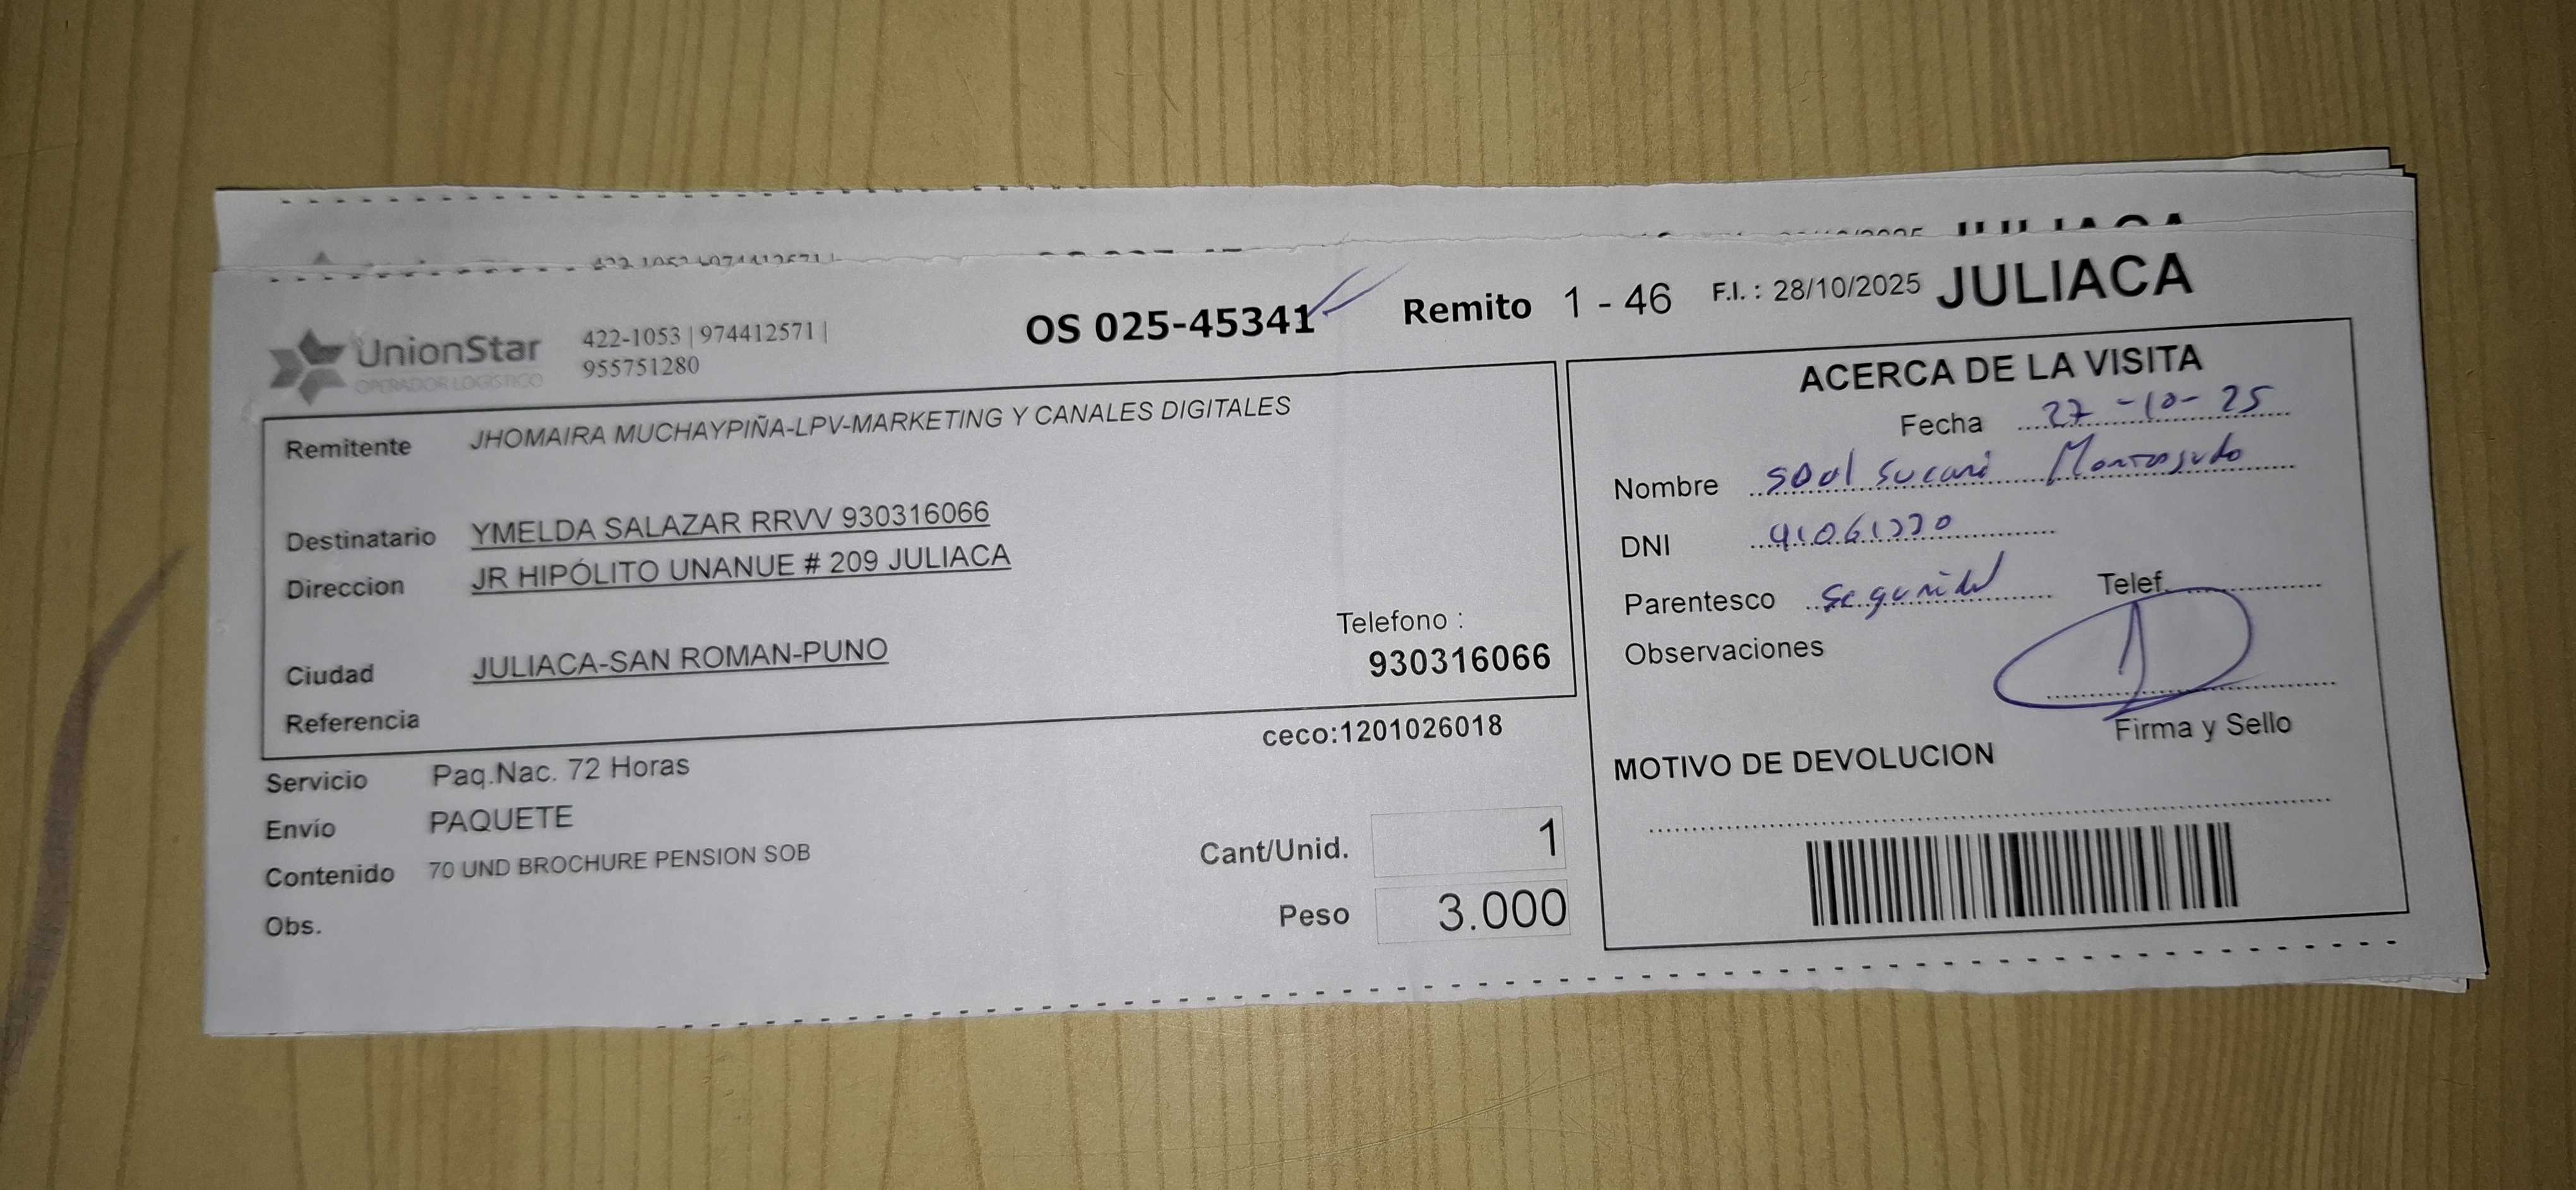 UnionStar
OPERADOR LOGÍSTICO
422-1053 | 974412571 |
955751280
OS 025-45341
Remito 1 - 46
F.I. : 28/10/2025
JULIACA
Remitente JHOMAIRA MUCHAYPIÑA-LPV-MARKETING Y CANALES DIGITALES
Destinatario YMELDA SALAZAR RRVV 930316066
Direccion JR HIPÓLITO UNANUE # 209 JULIACA
Telefono :
930316066
Ciudad JULIACA-SAN ROMAN-PUNO
Referencia
ceco:1201026018
Servicio Paq.Nac. 72 Horas
Envío PAQUETE
Contenido 70 UND BROCHURE PENSION SOB
Obs.
Cant/Unid. 1
Peso 3.000
ACERCA DE LA VISITA
Fecha 27-10-25
Nombre Sucari
DNI
Parentesco Telef.
Observaciones
Firma y Sello
MOTIVO DE DEVOLUCION